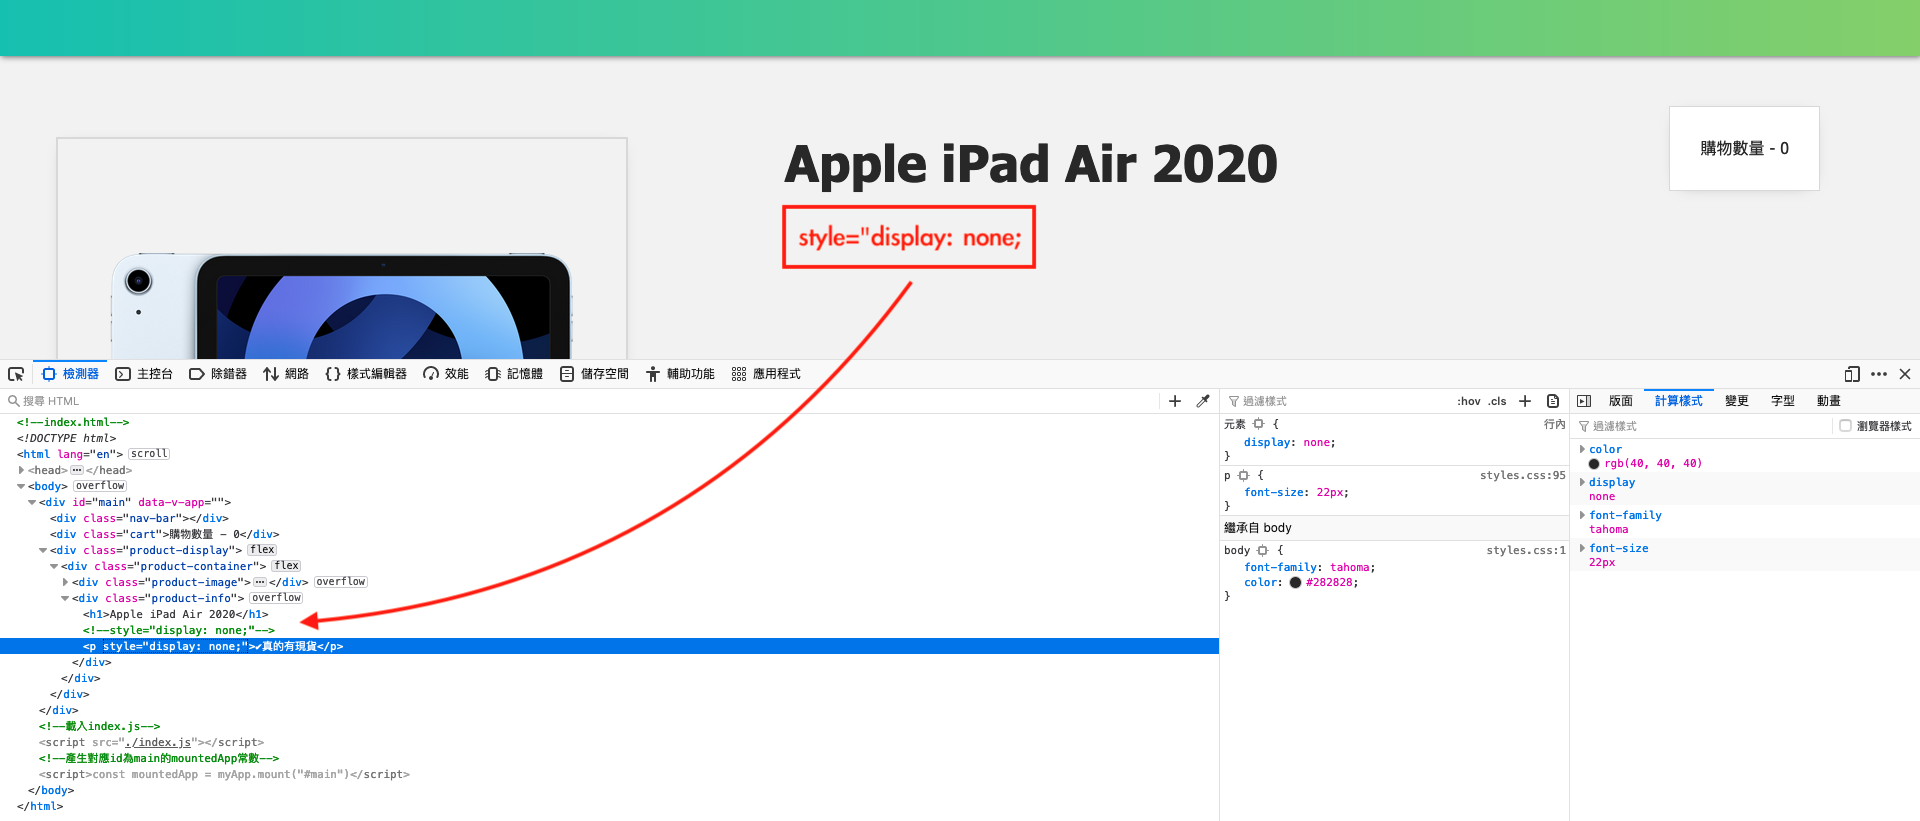 Apple iPad Air 2020
購物數量 - 0
style="display: none;
檢測器 主控台 除錯器 網路 樣式編輯器 效能 記憶體 儲存空間 輔助功能 應用程式
搜尋 HTML
<!--index.html-->
<!DOCTYPE html>
<html lang="en"> scroll
<head> ••• </head>
<body> overflow
<div id="main" data-v-app="">
<div class="nav-bar"></div>
<div class="cart">購物數量 - 0</div>
<div class="product-display"> flex
<div class="product-container"> flex
<div class="product-image"> ••• </div> overflow
<div class="product-info"> overflow
<h1>Apple iPad Air 2020</h1>
<!--style="display: none;"-->
<p style="display: none;">✔真的有現貨</p>
</div>
</div>
</div>
</div>
<!--載入index.js-->
<script src="./index.js"></script>
<!--產生對應id為main的mountedApp常數-->
<script>const mountedApp = myApp.mount("#main")</script>
</body>
</html>
過濾樣式 :hov .cls
元素 { 行內
display: none;
}
p { styles.css:95
font-size: 22px;
}
繼承自 body
body { styles.css:1
font-family: tahoma;
color: #282828;
}
版面 計算樣式 變更 字型 動畫
過濾樣式 瀏覽器樣式
color
rgb(40, 40, 40)
display
none
font-family
tahoma
font-size
22px